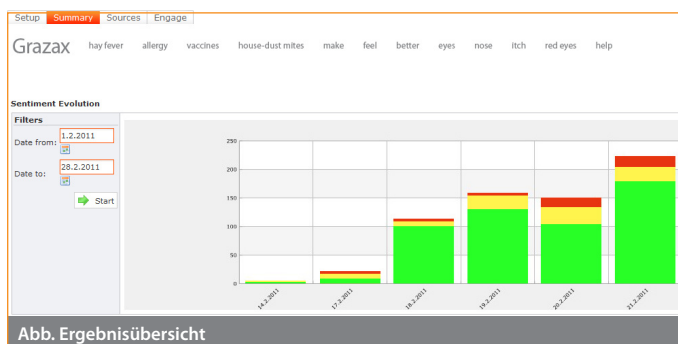 Setup Summary Sources Engage
Grazax hay fever allergy vaccines house-dust mites make feel better eyes nose itch red eyes help
Sentiment Evolution
Filters
Date from: 1.2.2011
Date to: 28.2.2011
Start
250
200
150
100
50
0
14.2.2011 17.2.2011 18.2.2011 19.2.2011 20.2.2011 21.2.2011
Abb. Ergebnisübersicht